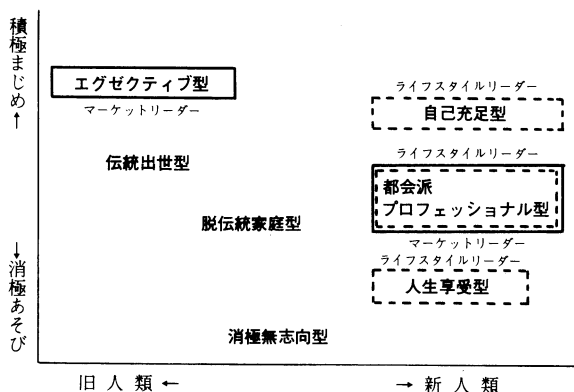 積極まじめ↑
エグゼクティブ型
マーケットリーダー
ライフスタイルリーダー
自己充足型
伝統出世型
ライフスタイルリーダー
都会派
プロフェッショナル型
マーケットリーダー
脱伝統家庭型
ライフスタイルリーダー
人生享受型
↓消極あそび
消極無志向型
旧人類←
→新人類